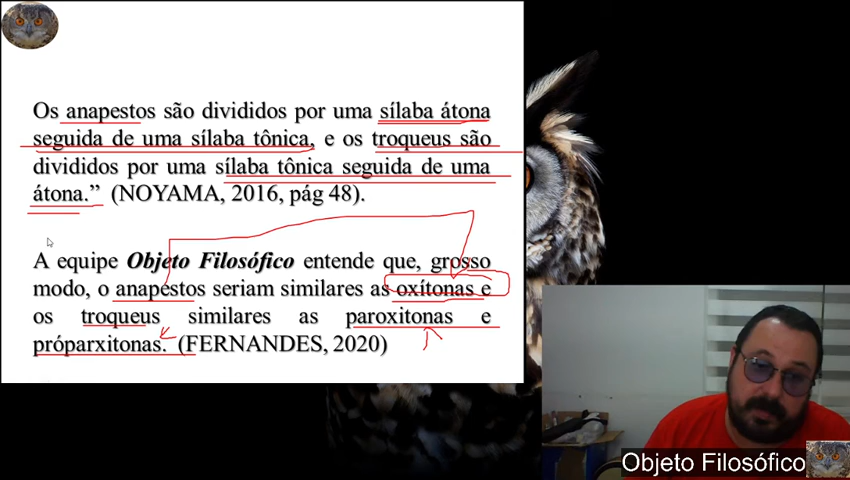 Os anapestos são divididos por uma sílaba átona
seguida de uma sílaba tônica, e os troqueus são
divididos por uma sílaba tônica seguida de uma
átona.” (NOYAMA, 2016, pág 48).
A equipe Objeto Filosófico entende que, grosso
modo, o anapestos seriam similares as oxítonas e
os troqueus similares as paroxitonas e
próparxitonas. (FERNANDES, 2020)
Objeto Filosófico